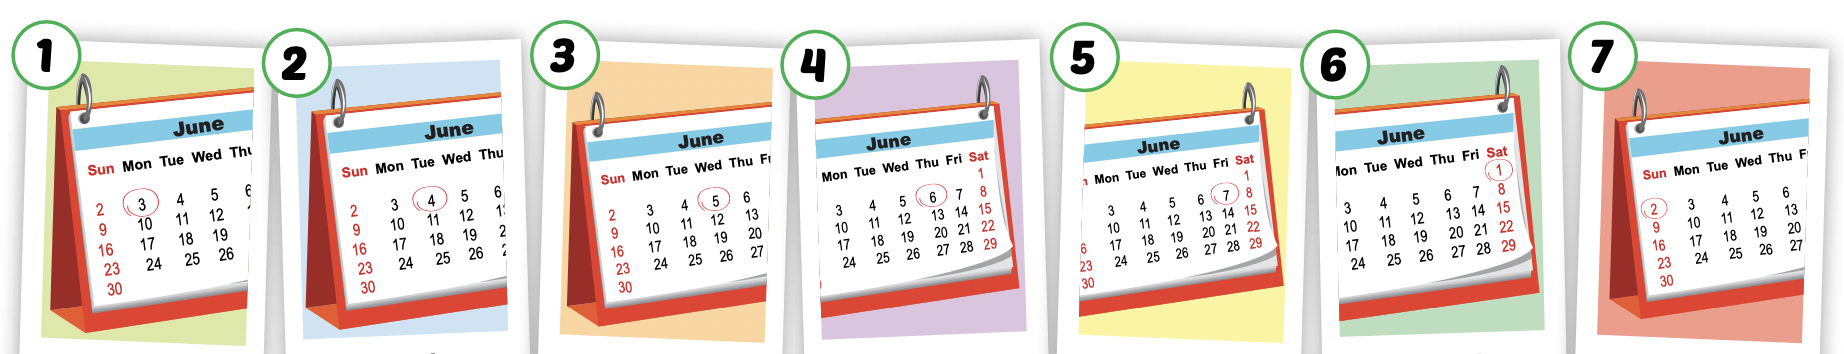 1
June
Sun Mon Tue Wed Thu
2 3 4 5 6
9 10 11 12
16 17 18 19
23 24 25 26
30
2
June
Sun Mon Tue Wed Thu
2 3 4 5 6
9 10 11 12
16 17 18 19
23 24 25 26
30
3
June
Sun Mon Tue Wed Thu
2 3 4 5 6
9 10 11 12 13
16 17 18 19 20
23 24 25 26 27
30
4
June
Mon Tue Wed Thu Fri Sat
1
3 4 5 6 7 8
10 11 12 13 14 15
17 18 19 20 21 22
24 25 26 27 28 29
5
June
Mon Tue Wed Thu Fri Sat
1
3 4 5 6 7 8
10 11 12 13 14 15
17 18 19 20 21 22
23 24 25 26 27 28 29
30
6
June
Mon Tue Wed Thu Fri Sat
1
3 4 5 6 7 8
10 11 12 13 14 15
17 18 19 20 21 22
24 25 26 27 28 29
7
June
Sun Mon Tue Wed Thu
2 3 4 5 6
9 10 11 12 13
16 17 18 19 20
23 24 25 26 27
30